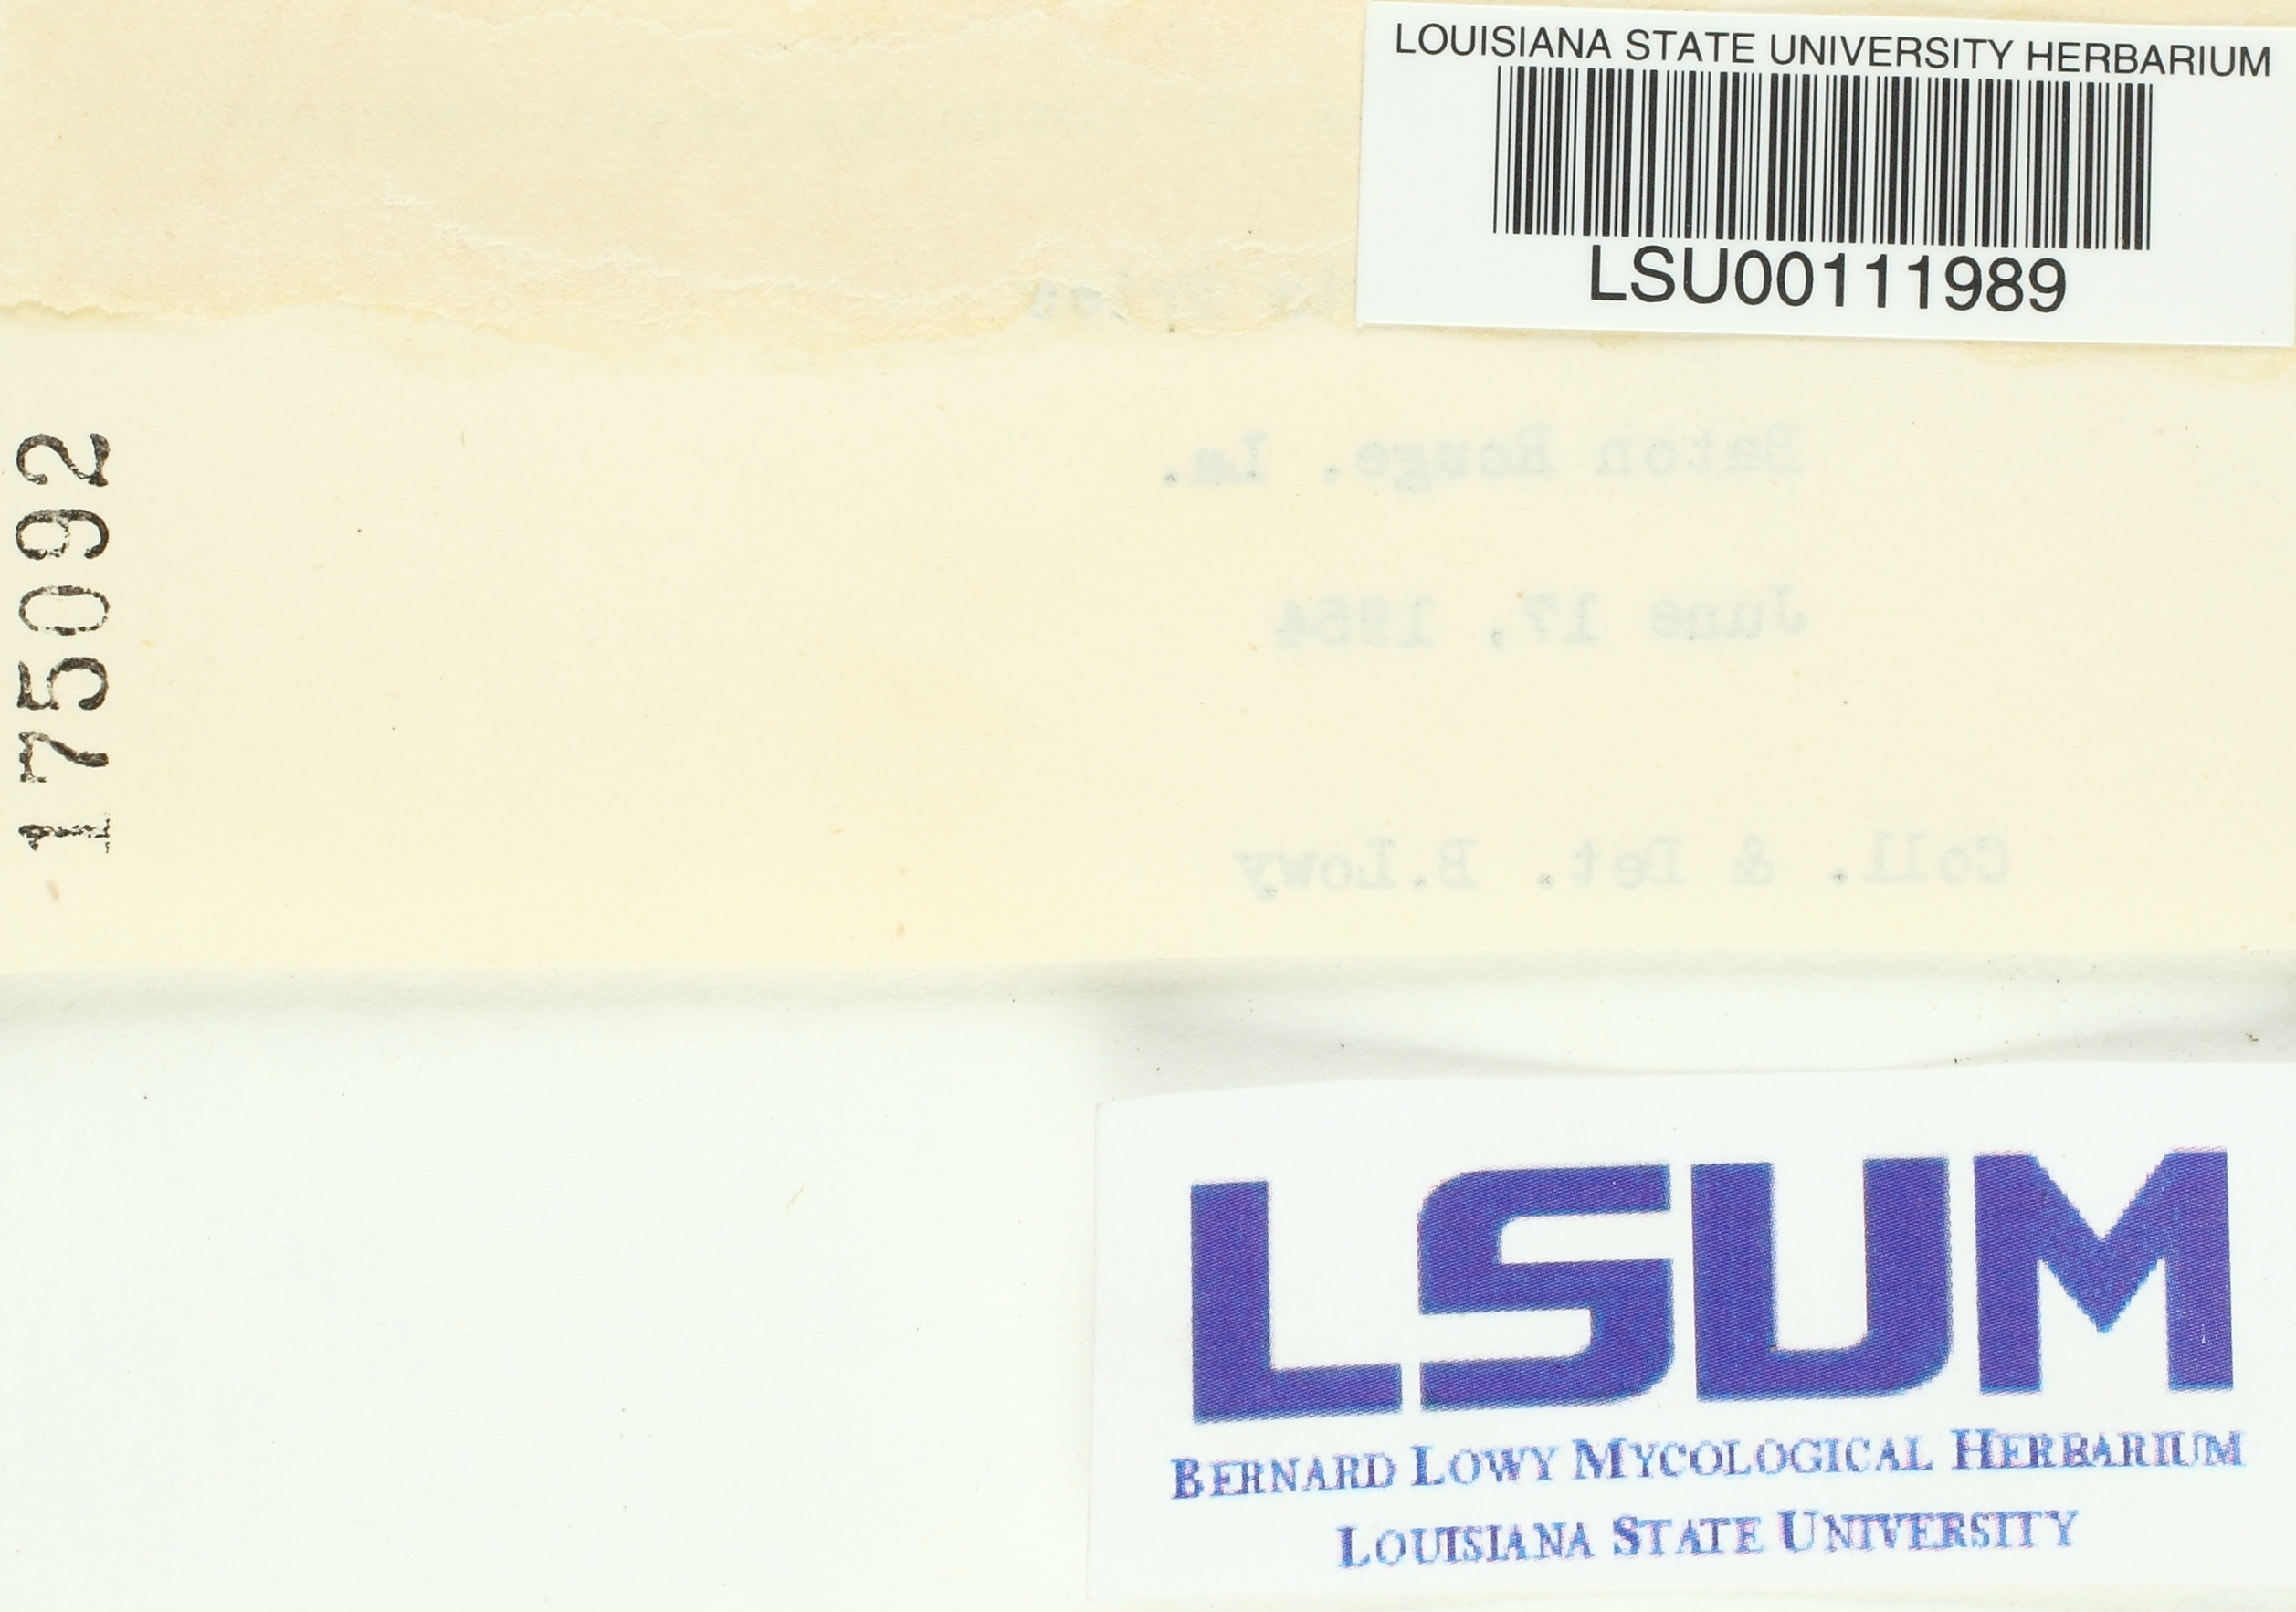 LOUISIANA STATE UNIVERSITY HERBARIUM
LSU00111989
175092
Baton Rouge, La.
June 17, 1954
Coll. & Det. B.Lowy
LSUM
BERNARD LOWY MYCOLOGICAL HERBARIUM
LOUISIANA STATE UNIVERSITY